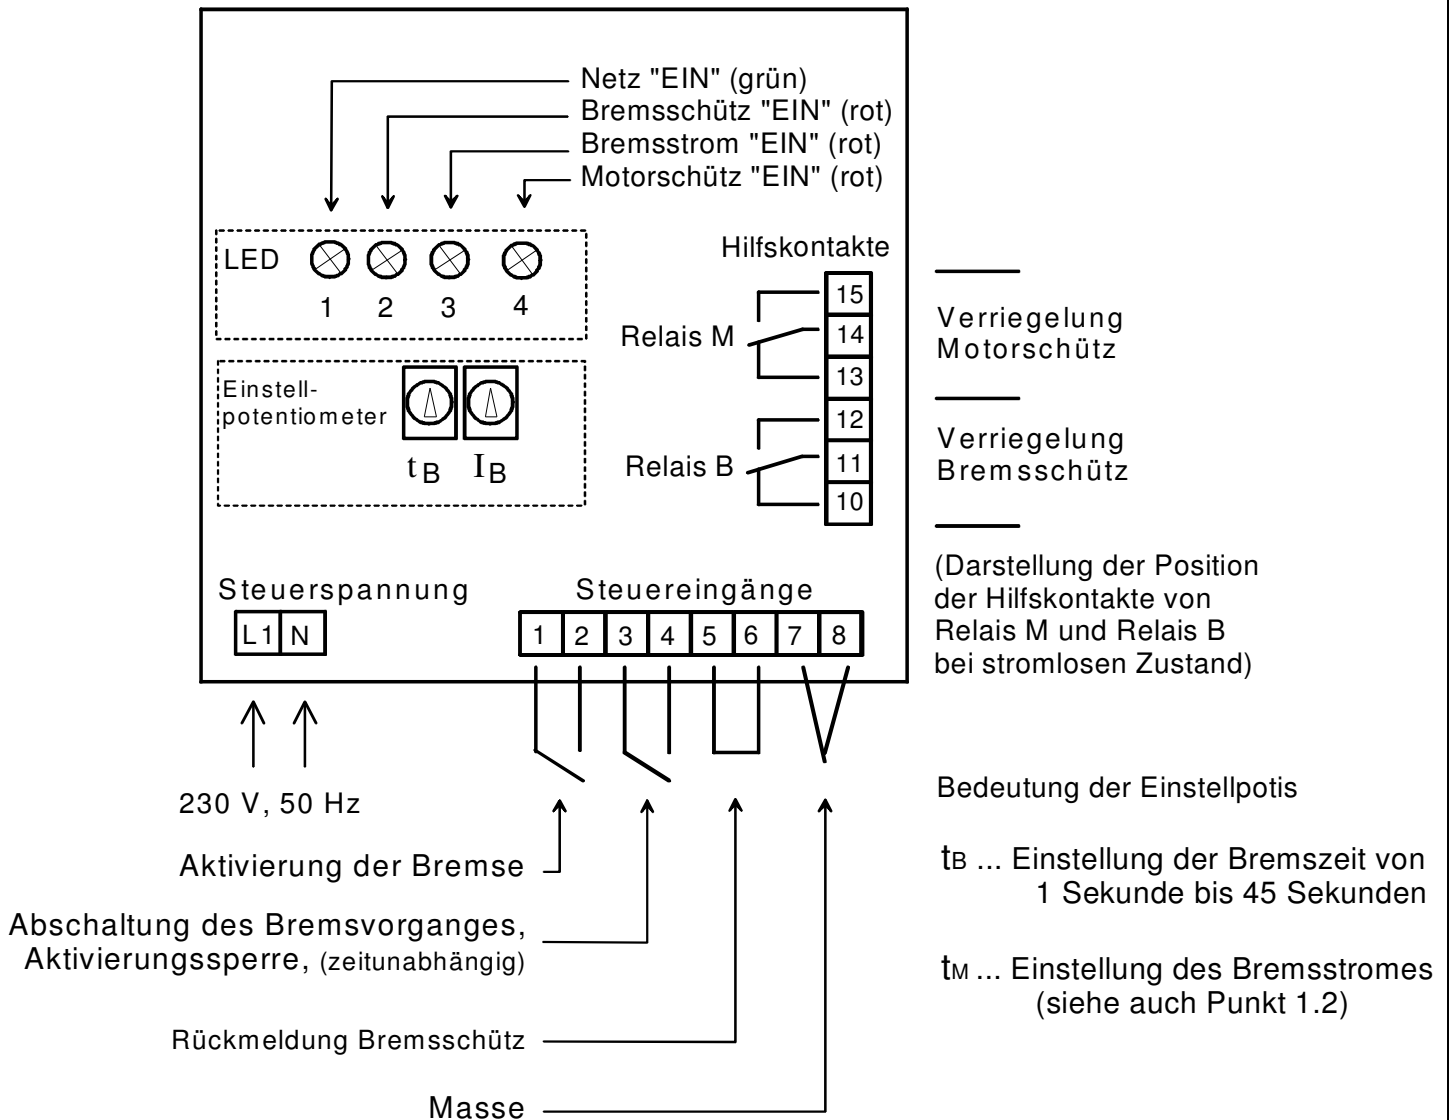 Netz "EIN" (grün)
Bremsschütz "EIN" (rot)
Bremsstrom "EIN" (rot)
Motorschütz "EIN" (rot)
LED
1 2 3 4
Einstell-
potentiometer
tB IB
Hilfskontakte
15
Relais M 14
13
12
Relais B 11
10
Verriegelung
Motorschütz
Verriegelung
Bremsschütz
(Darstellung der Position
der Hilfskontakte von
Relais M und Relais B
bei stromlosen Zustand)
Steuerspannung
L1 N
Steuereingänge
1 2 3 4 5 6 7 8
230 V, 50 Hz
Aktivierung der Bremse
Abschaltung des Bremsvorganges,
Aktivierungssperre, (zeitunabhängig)
Rückmeldung Bremsschütz
Masse
Bedeutung der Einstellpotis
tB ... Einstellung der Bremszeit von
1 Sekunde bis 45 Sekunden
tM ... Einstellung des Bremsstromes
(siehe auch Punkt 1.2)